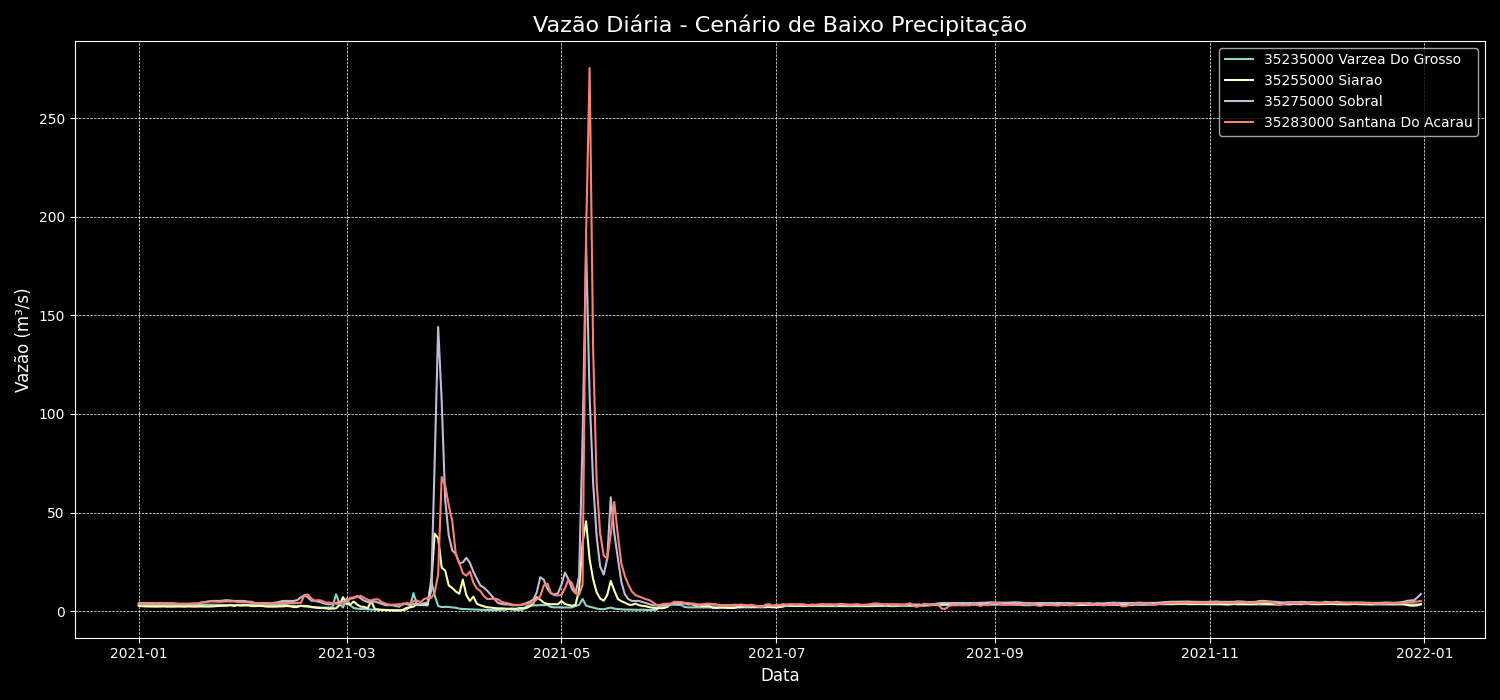 Vazão Diária - Cenário de Baixo Precipitação
35235000 Varzea Do Grosso
35255000 Siarao
35275000 Sobral
35283000 Santana Do Acarau
Vazão (m³/s)
250
200
150
100
50
0
2021-01
2021-03
2021-05
2021-07
2021-09
2021-11
2022-01
Data